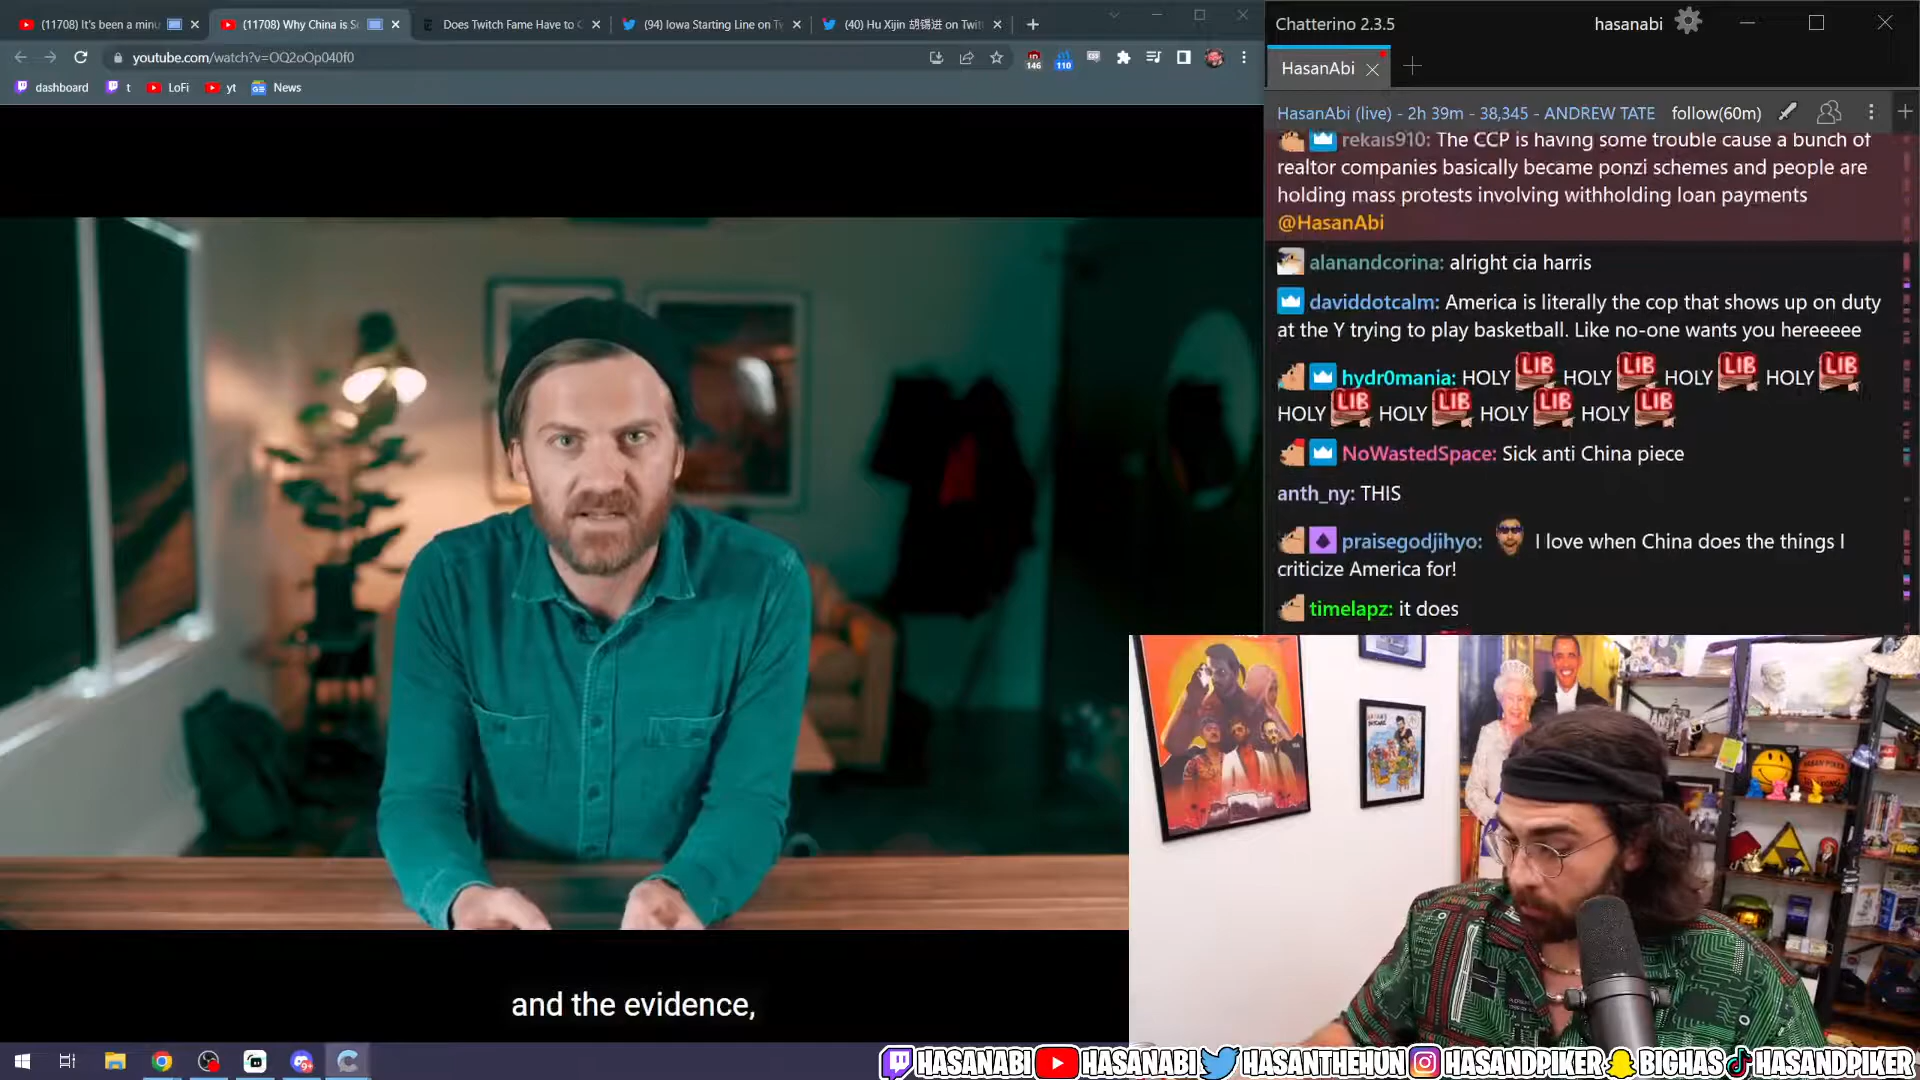 (11708) It's been a minu
(11708) Why China is S
Does Twitch Fame Have to
(94) Iowa Starting Line on Tw
(40) Hu Xijin 胡锡进 on Twit
youtube.com/watch?v=OQ2oOp040f0
146
110
dashboard
t
LoFi
yt
News
Chatterino 2.3.5
hasanabi
HasanAbi
HasanAbi (live) - 2h 39m - 38,345 - ANDREW TATE
follow(60m)
rekais910: The CCP is having some trouble cause a bunch of
realtor companies basically became ponzi schemes and people are
holding mass protests involving withholding loan payments
@HasanAbi
alanandcorina: alright cia harris
daviddotcalm: America is literally the cop that shows up on duty
at the Y trying to play basketball. Like no-one wants you hereeeee
hydr0mania: HOLY LIB HOLY LIB HOLY LIB HOLY LIB
HOLY LIB HOLY LIB HOLY LIB HOLY LIB
NoWastedSpace: Sick anti China piece
anth_ny: THIS
praisegodjihyo: I love when China does the things I
criticize America for!
timelapz: it does
and the evidence,
HASANABI
HASANABI
HASANTHEHUN
HASANDPIKER
BIGHAS
HASANDPIKER